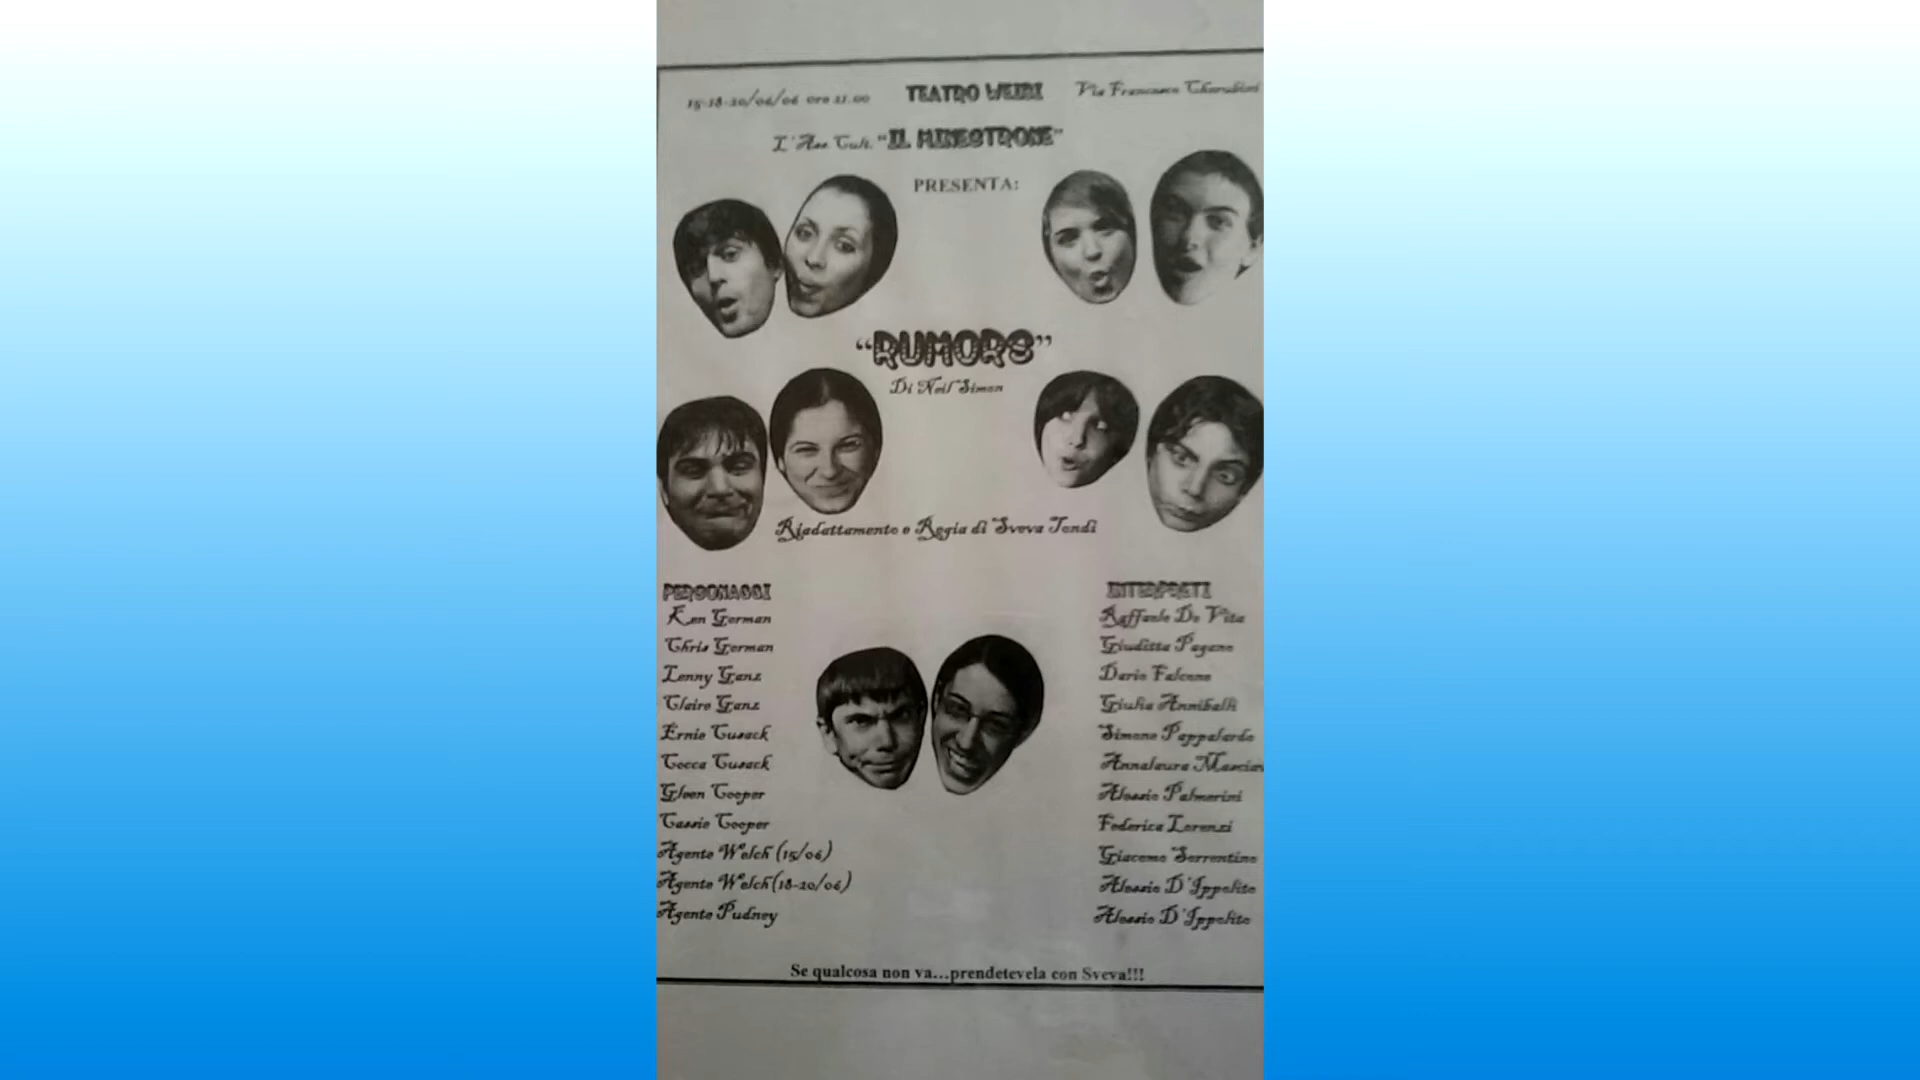 15-18-20/06/06 ore 21.00 TEATRO WEIBI Via Francesco Cherubini
L'Ass. Cult. “IL MINESTRONE”
PRESENTA:
“RUMORS”
Di Neil Simon
Riadattamento e Regia di Sveva Tondi
PERSONAGGI INTERPRETI
Ken Gorman Raffaele De Vita
Chris Gorman Giuditta Pagano
Lenny Ganz Dario Falcone
Claire Ganz Giulia Anniballi
Ernie Cusack Simone Pappalardo
Cocca Cusack Annalaura
Gleen Cooper Alessio Palmerini
Cassie Cooper Federica Lorenzi
Agente Welch (15/06) Giacomo Sorrentino
Agente Welch(18-20/06) Alessio D'Ippolito
Agente Pudney Alessio D'Ippolito
Se qualcosa non va...prendetevela con Sveva!!!